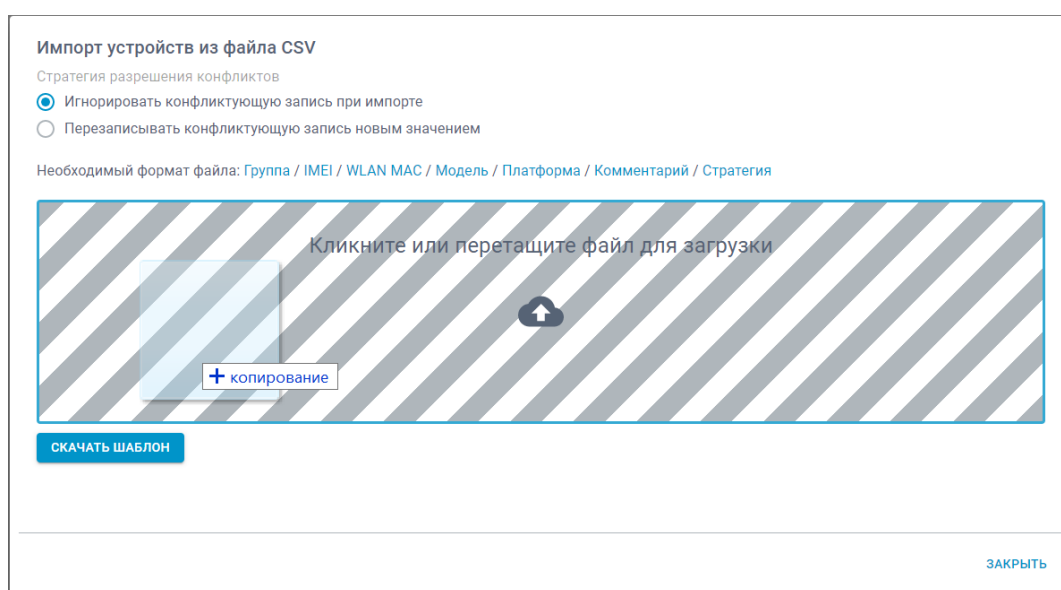 Импорт устройств из файла CSV
Стратегия разрешения конфликтов
Игнорировать конфликтующую запись при импорте
Перезаписывать конфликтующую запись новым значением
Необходимый формат файла: Группа / IMEI / WLAN MAC / Модель / Платформа / Комментарий / Стратегия
Кликните или перетащите файл для загрузки
+ копирование
СКАЧАТЬ ШАБЛОН
ЗАКРЫТЬ